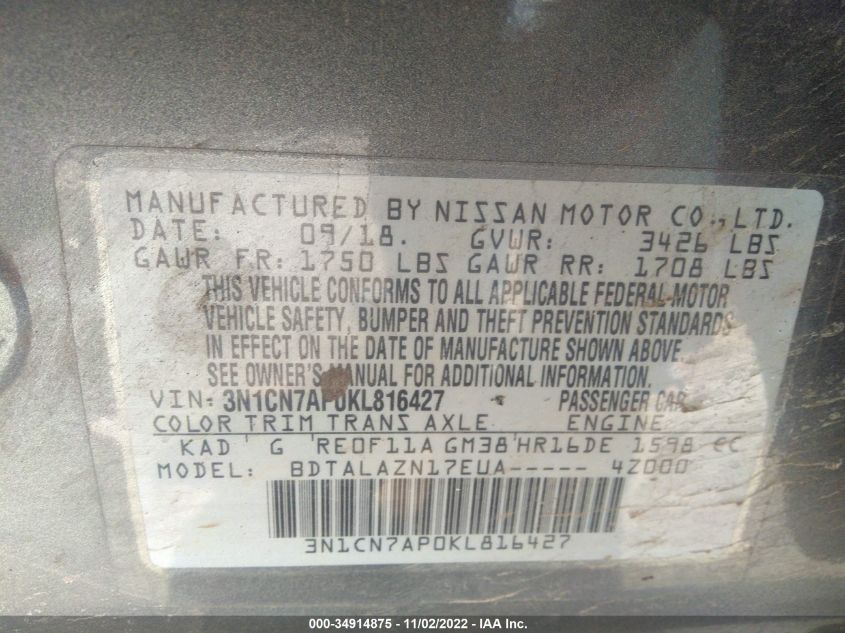 MANUFACTURED BY NISSAN MOTOR CO., LTD.
DATE: 09/18. GVWR: 3426 LBS
GAWR FR: 1750 LBS GAWR RR: 1708 LBS
THIS VEHICLE CONFORMS TO ALL APPLICABLE FEDERAL MOTOR
VEHICLE SAFETY, BUMPER AND THEFT PREVENTION STANDARDS
IN EFFECT ON THE DATE OF MANUFACTURE SHOWN ABOVE.
SEE OWNER'S MANUAL FOR ADDITIONAL INFORMATION.
VIN: 3N1CN7AP0KL816427 PASSENGER CAR
COLOR TRIM TRANS AXLE ENGINE
KAD G RE0F11A GM38 HR16DE 1598 CC
MODEL: BDTALAZN17EUA----- 4Z000
3N1CN7AP0KL816427
000-34914875 - 11/02/2022 - IAA Inc.